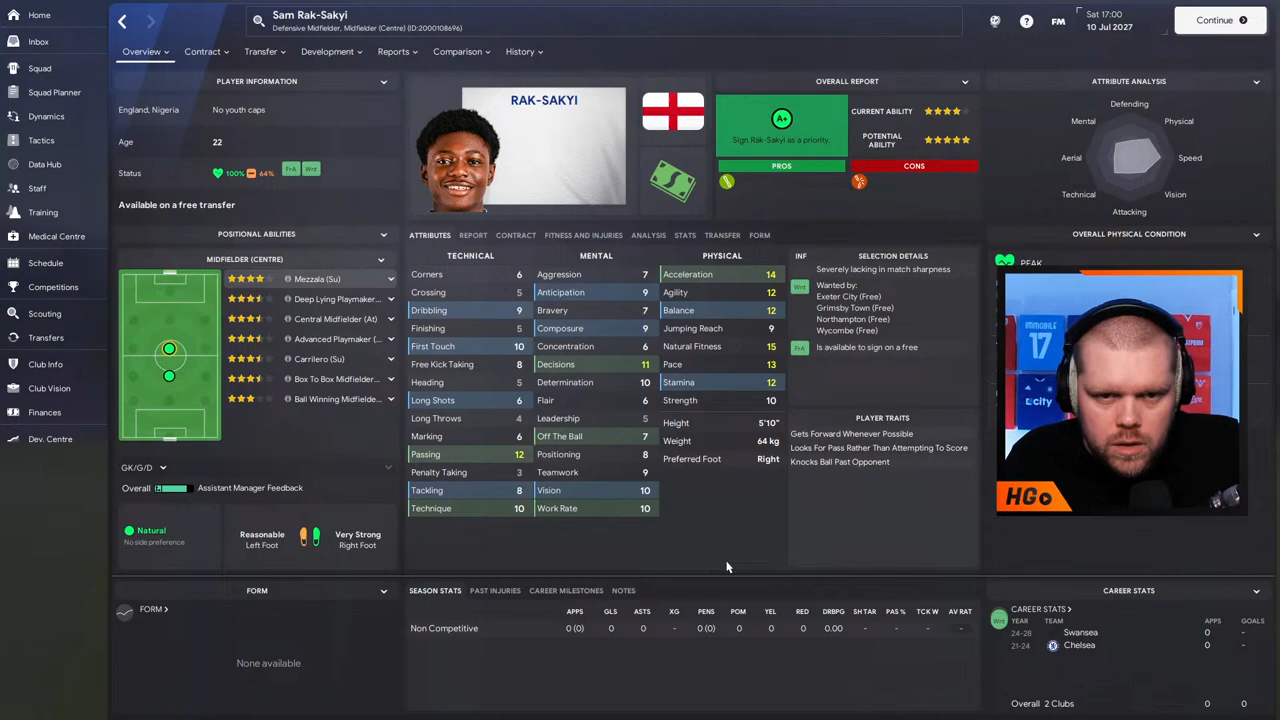 Home
Inbox
Squad
Squad Planner
Dynamics
Tactics
Data Hub
Staff
Training
Medical Centre
Schedule
Competitions
Scouting
Transfers
Club Info
Club Vision
Finances
Dev. Centre
Sam Rak-Sakyi
Defensive Midfielder, Midfielder (Centre) (ID:2000108696)
FM
Sat 17:00
10 Jul 2027
Continue
Overview Contract Transfer Development Reports Comparison History
PLAYER INFORMATION
England, Nigeria No youth caps
Age 22
Status 100% 64% FrA Wnt
Available on a free transfer
RAK-SAKYI
OVERALL REPORT
A+
Sign Rak-Sakyi as a priority.
CURRENT ABILITY
POTENTIAL ABILITY
PROS CONS
ATTRIBUTE ANALYSIS
Defending
Mental Physical
Aerial Speed
Technical Vision
Attacking
POSITIONAL ABILITIES
MIDFIELDER (CENTRE)
Mezzala (Su)
Deep Lying Playmaker...
Central Midfielder (At)
Advanced Playmaker (...
Carrilero (Su)
Box To Box Midfielder...
Ball Winning Midfielde...
GK/G/D
Overall Assistant Manager Feedback
Natural
No side preference
Reasonable
Left Foot
Very Strong
Right Foot
ATTRIBUTES REPORT CONTRACT FITNESS AND INJURIES ANALYSIS STATS TRANSFER FORM
TECHNICAL
Corners 6
Crossing 5
Dribbling 9
Finishing 5
First Touch 10
Free Kick Taking 8
Heading 5
Long Shots 6
Long Throws 4
Marking 6
Passing 12
Penalty Taking 3
Tackling 8
Technique 10
MENTAL
Aggression 7
Anticipation 9
Bravery 7
Composure 9
Concentration 6
Decisions 11
Determination 10
Flair 6
Leadership 5
Off The Ball 7
Positioning 8
Teamwork 9
Vision 10
Work Rate 10
PHYSICAL
Acceleration 14
Agility 12
Balance 12
Jumping Reach 9
Natural Fitness 15
Pace 13
Stamina 12
Strength 10
Height 5'10"
Weight 64 kg
Preferred Foot Right
INF SELECTION DETAILS
Severely lacking in match sharpness
Wnt Wanted by:
Exeter City (Free)
Grimsby Town (Free)
Northampton (Free)
Wycombe (Free)
FrA Is available to sign on a free
PLAYER TRAITS
Gets Forward Whenever Possible
Looks For Pass Rather Than Attempting To Score
Knocks Ball Past Opponent
OVERALL PHYSICAL CONDITION
PEAK
IMMOBILE
17
city
HG
FORM
FORM >
None available
SEASON STATS PAST INJURIES CAREER MILESTONES NOTES
APPS GLS ASTS XG PENS POM YEL RED DRBPG SH TAR PAS % TCK W AV RAT
Non Competitive 0 (0) 0 0 - 0 (0) 0 0 0 0.00 - - - -
CAREER STATS
Wnt CAREER STATS >
YEAR TEAM APPS GOALS
24-28 Swansea 0 -
21-24 Chelsea 0 -
Overall 2 Clubs 0 0